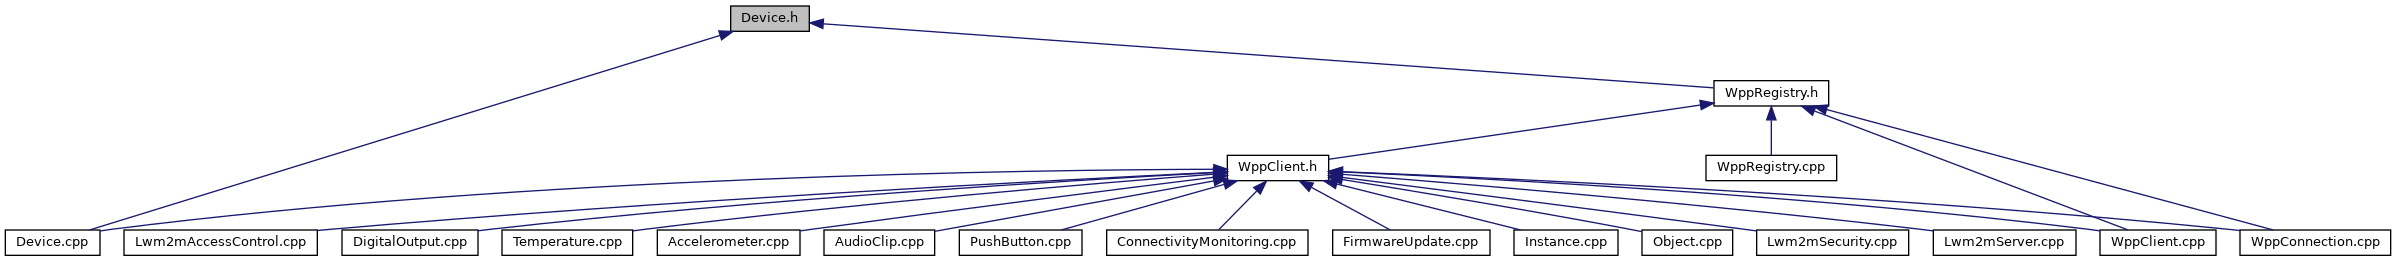 Device.h
WppRegistry.h
WppClient.h
WppRegistry.cpp
Device.cpp
Lwm2mAccessControl.cpp
DigitalOutput.cpp
Temperature.cpp
Accelerometer.cpp
AudioClip.cpp
PushButton.cpp
ConnectivityMonitoring.cpp
FirmwareUpdate.cpp
Instance.cpp
Object.cpp
Lwm2mSecurity.cpp
Lwm2mServer.cpp
WppClient.cpp
WppConnection.cpp